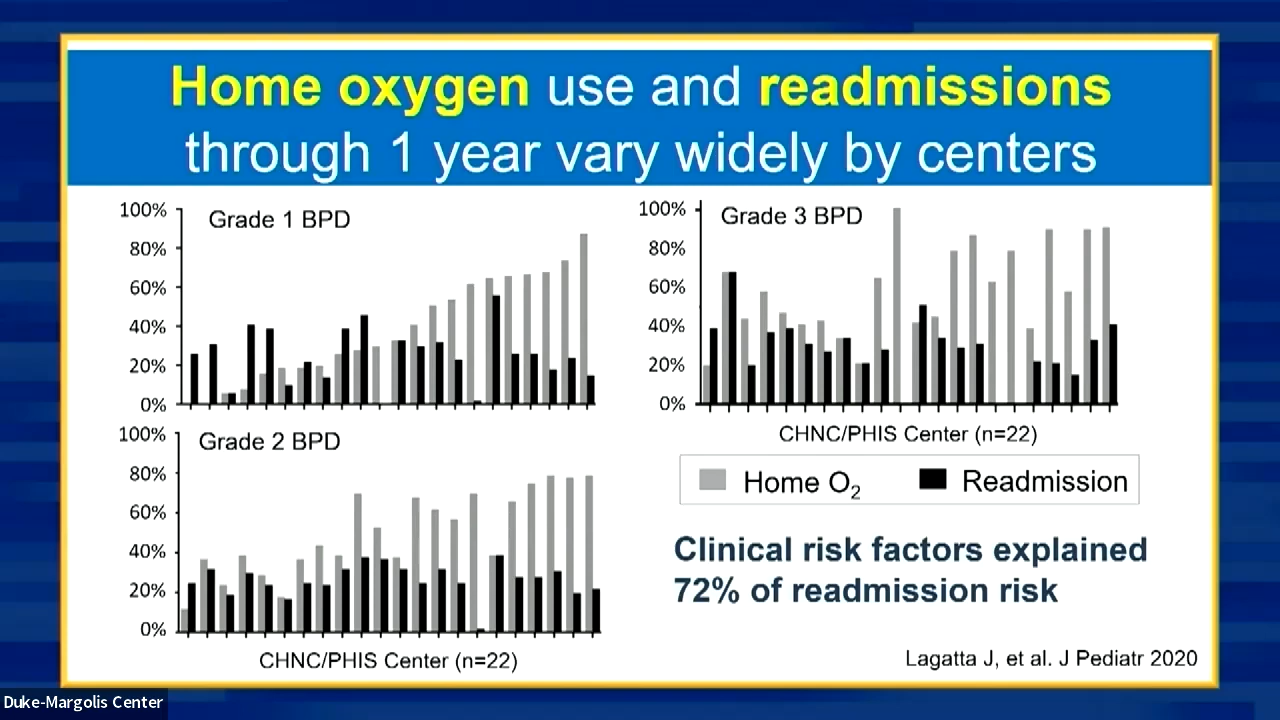 Home oxygen use and readmissions
through 1 year vary widely by centers
Grade 1 BPD
100%
80%
60%
40%
20%
0%
Grade 3 BPD
100%
80%
60%
40%
20%
0%
CHNC/PHIS Center (n=22)
Grade 2 BPD
100%
80%
60%
40%
20%
0%
CHNC/PHIS Center (n=22)
Home O₂
Readmission
Clinical risk factors explained
72% of readmission risk
Lagatta J, et al. J Pediatr 2020
Duke-Margolis Center